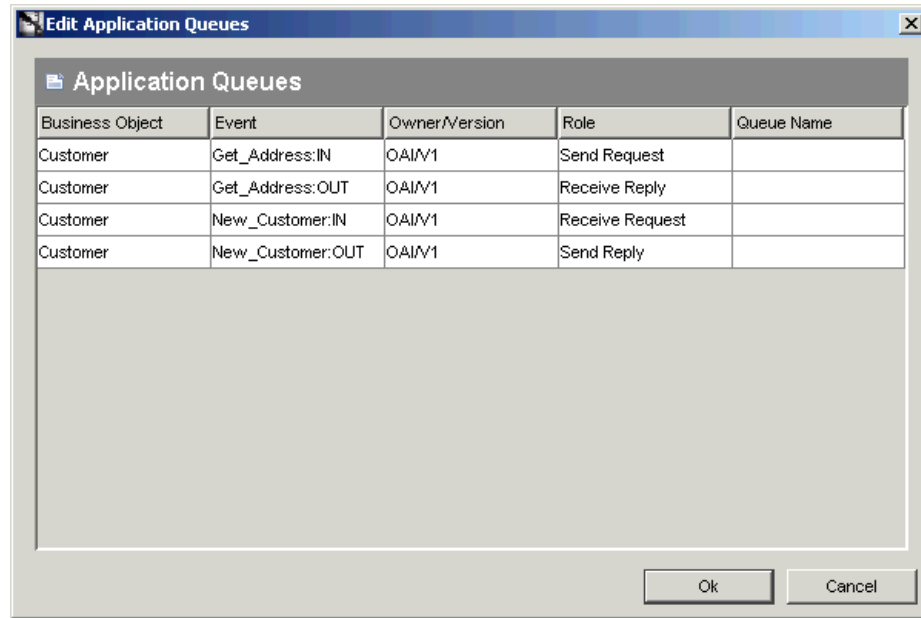 Edit Application Queues
Application Queues
Business Object Event Owner/Version Role Queue Name
Customer Get_Address:IN OAI/V1 Send Request
Customer Get_Address:OUT OAI/V1 Receive Reply
Customer New_Customer:IN OAI/V1 Receive Request
Customer New_Customer:OUT OAI/V1 Send Reply
Ok Cancel